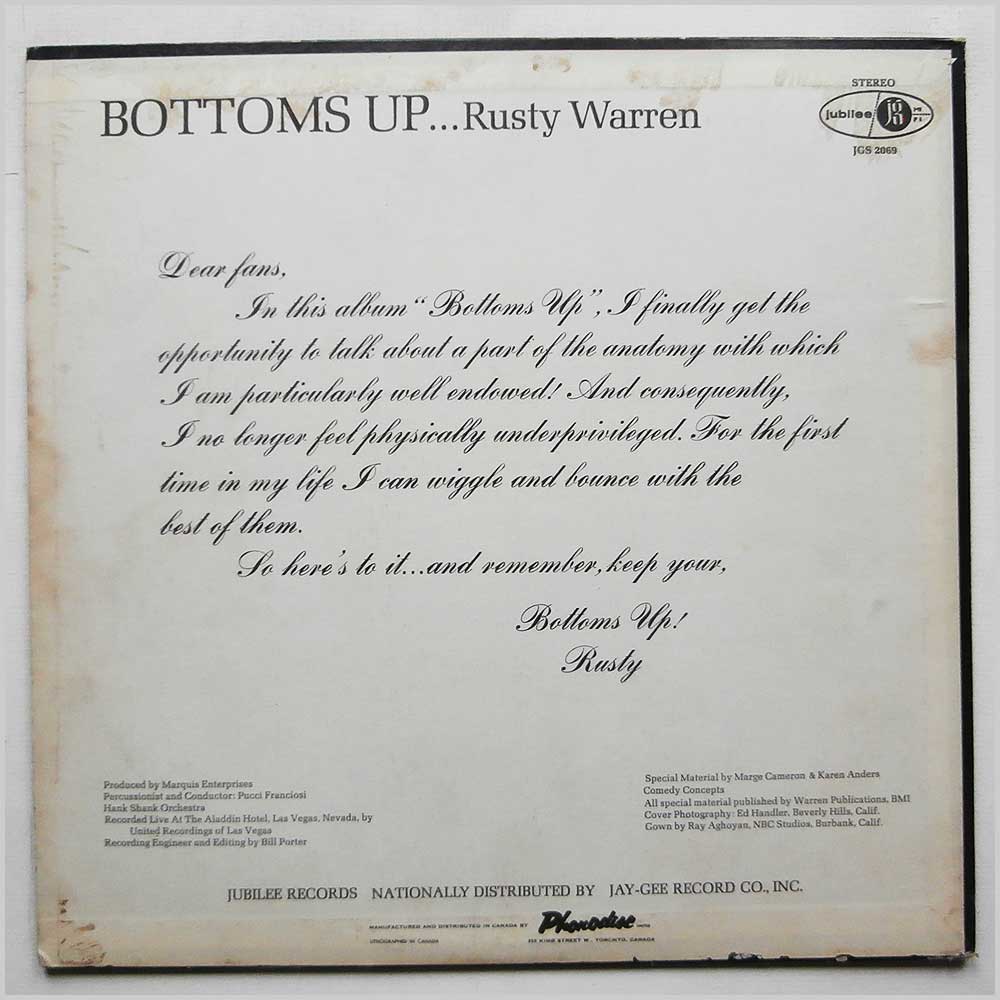 BOTTOMS UP...Rusty Warren
STEREO
jubilee
JGS 2069
Dear fans,
In this album “Bottoms Up”, I finally get the
opportunity to talk about a part of the anatomy with which
I am particularly well endowed! And consequently,
I no longer feel physically underprivileged. For the first
time in my life I can wiggle and bounce with the
best of them.
So here's to it...and remember, keep your,
Bottoms Up!
Rusty
Produced by Marquis Enterprises
Percussionist and Conductor: Pucci Franciosi
Hank Shank Orchestra
Recorded Live At The Aladdin Hotel, Las Vegas, Nevada, by
United Recordings of Las Vegas
Recording Engineer and Editing by Bill Porter
Special Material by Marge Cameron & Karen Anders
Comedy Concepts
All special material published by Warren Publications, BMI
Cover Photography: Ed Handler, Beverly Hills, Calif.
Gown by Ray Aghoyan, NBC Studios, Burbank, Calif.
JUBILEE RECORDS NATIONALLY DISTRIBUTED BY JAY-GEE RECORD CO., INC.
MANUFACTURED AND DISTRIBUTED IN CANADA BY Phonodisc
LITHOGRAPHED IN CANADA
KING STREET W., TORONTO, CANADA